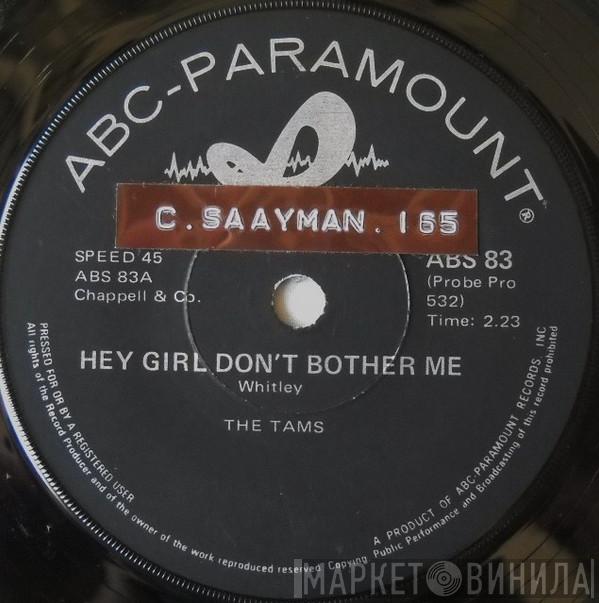 ABC-PARAMOUNT®
C. SAAYMAN. 165
SPEED 45
ABS 83A
Chappell & Co.
ABS 83
(Probe Pro
532)
Time: 2.23
HEY GIRL DON'T BOTHER ME
Whitley
THE TAMS
PRESSED FOR OR BY A REGISTERED USER
All rights of the Record Producer and of the owner of the work reproduced reserved. Copying Public Performance and Broadcasting of this record prohibited
A PRODUCT OF ABC-PARAMOUNT RECORDS, INC
МАРКЕТ ВИНИЛА